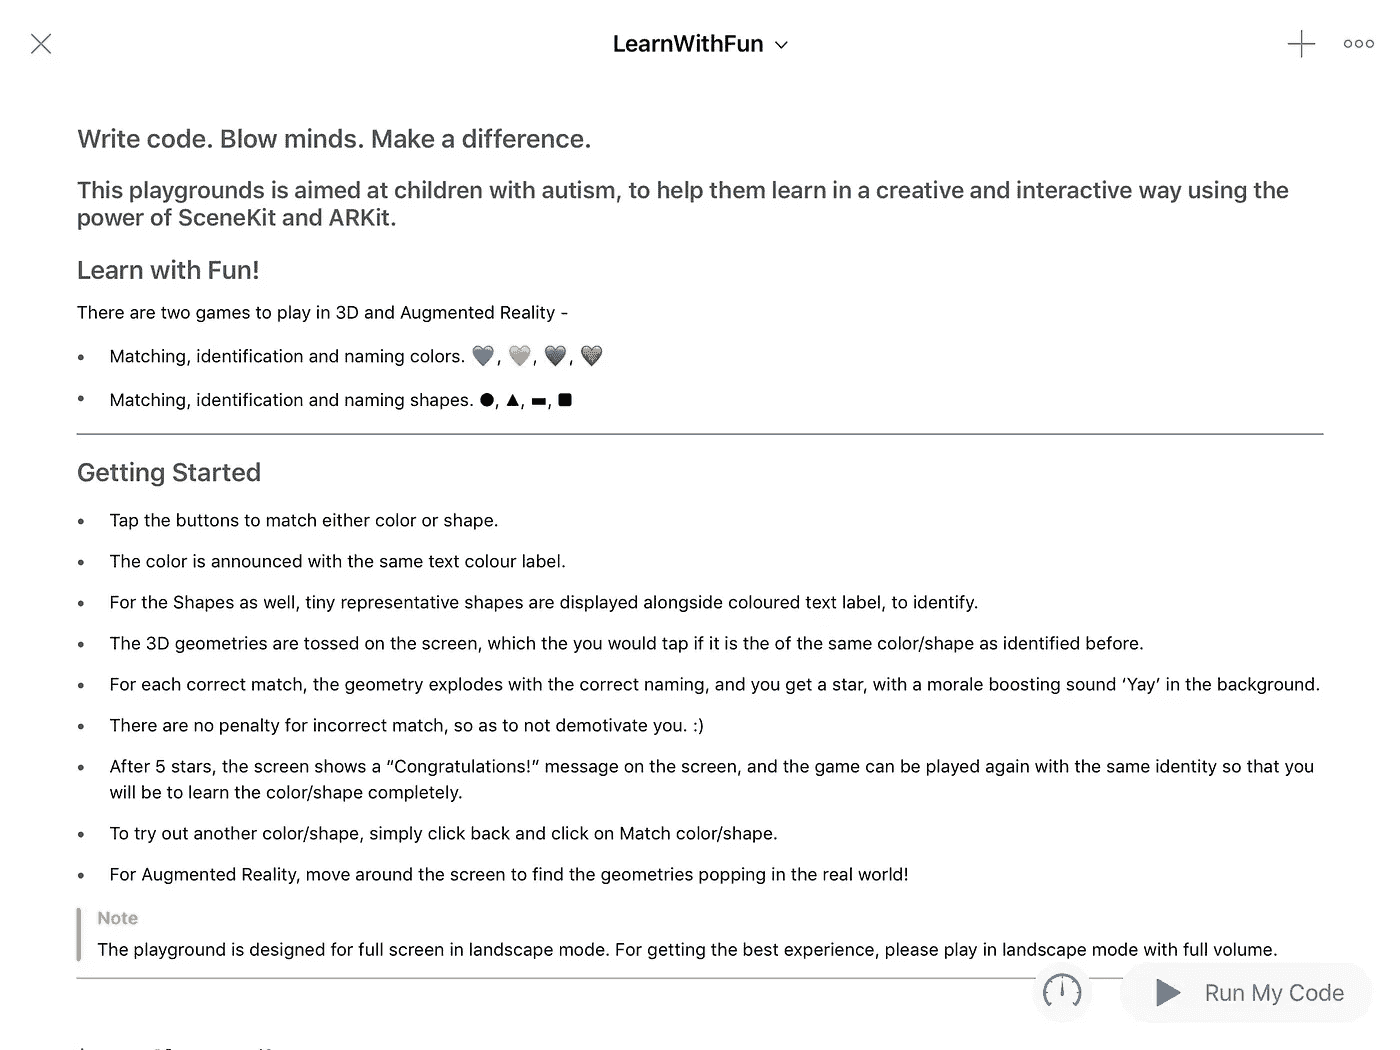 LearnWithFun
Write code. Blow minds. Make a difference.
This playgrounds is aimed at children with autism, to help them learn in a creative and interactive way using the
power of SceneKit and ARKit.
Learn with Fun!
There are two games to play in 3D and Augmented Reality -
• Matching, identification and naming colors. 🩶, 🩶, 🩶, 🩶
• Matching, identification and naming shapes. ●, ▲, ▬, ■
Getting Started
• Tap the buttons to match either color or shape.
• The color is announced with the same text colour label.
• For the Shapes as well, tiny representative shapes are displayed alongside coloured text label, to identify.
• The 3D geometries are tossed on the screen, which the you would tap if it is the of the same color/shape as identified before.
• For each correct match, the geometry explodes with the correct naming, and you get a star, with a morale boosting sound ‘Yay’ in the background.
• There are no penalty for incorrect match, so as to not demotivate you. :)
• After 5 stars, the screen shows a “Congratulations!” message on the screen, and the game can be played again with the same identity so that you
will be to learn the color/shape completely.
• To try out another color/shape, simply click back and click on Match color/shape.
• For Augmented Reality, move around the screen to find the geometries popping in the real world!
Note
The playground is designed for full screen in landscape mode. For getting the best experience, please play in landscape mode with full volume.
Run My Code